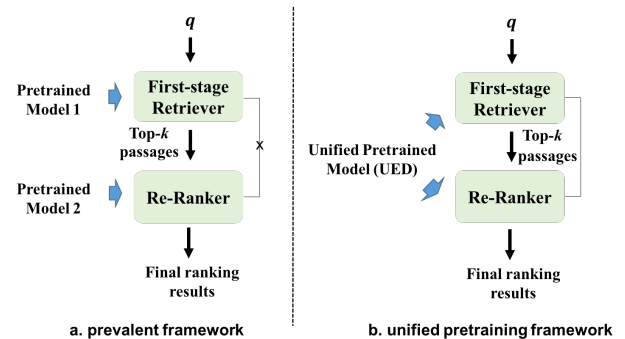 q
First-stage
Retriever
Pretrained
Model 1
Top-k
passages
x
Pretrained
Model 2
Re-Ranker
Final ranking
results
a. prevalent framework
q
First-stage
Retriever
Top-k
passages
Unified Pretrained
Model (UED)
Re-Ranker
Final ranking
results
b. unified pretraining framework